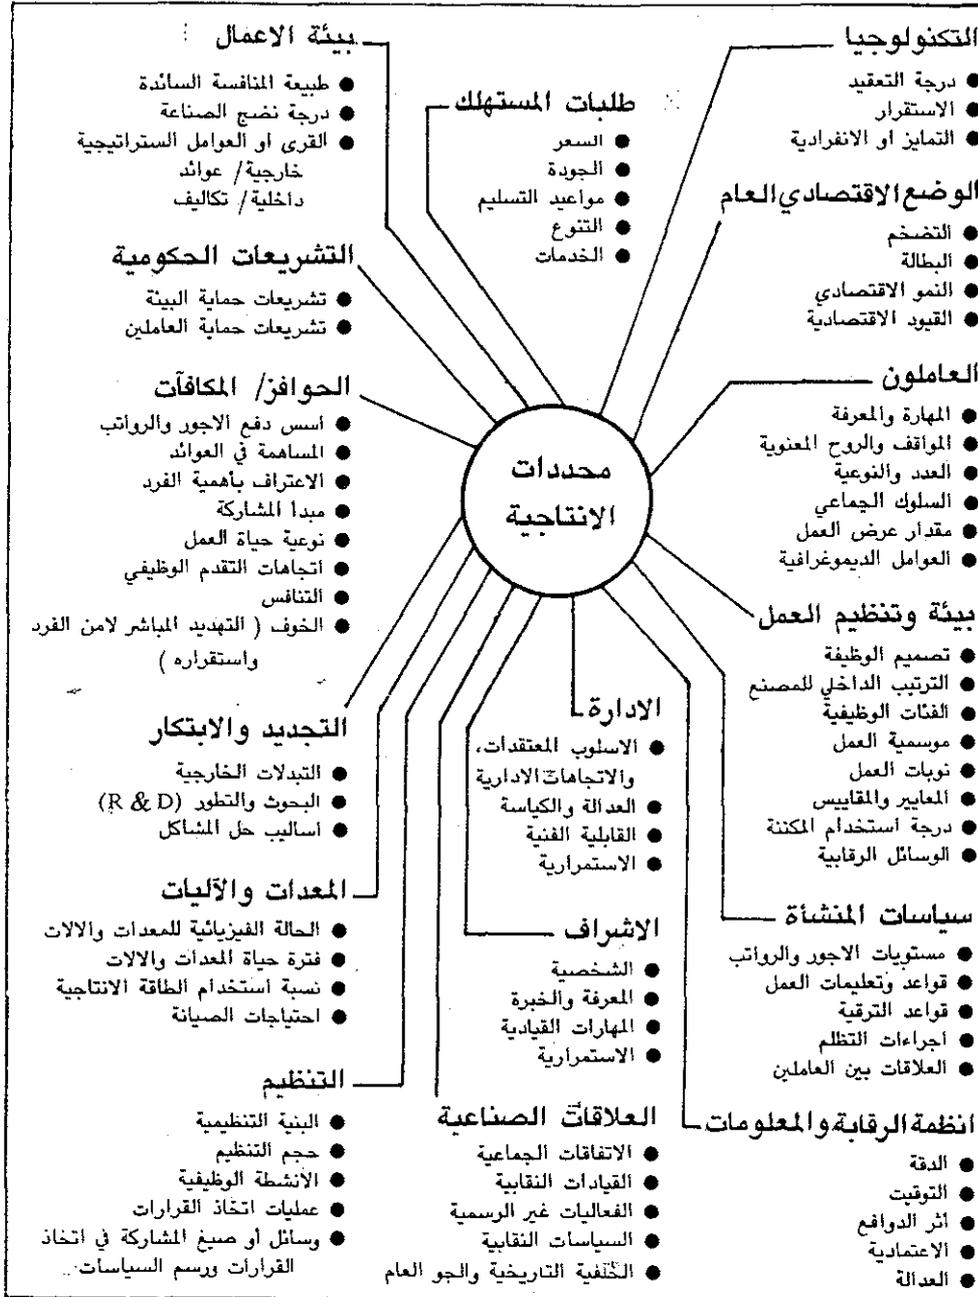 التكنولوجيا
● درجة التعقيد
● الاستقرار
● التمايز او الانفرادية
الوضع الاقتصادي العام
● التضخم
● البطالة
● النمو الاقتصادي
● القيود الاقتصادية
العاملون
● المهارة والمعرفة
● المواقف والروح المعنوية
● العدد والنوعية
● السلوك الجماعي
● مقدار عرض العمل
● العوامل الديموغرافية
بيئة وتنظيم العمل
● تصميم الوظيفة
● الترتيب الداخلي للمصنع
● الفئات الوظيفية
● موسمية العمل
● نوبات العمل
● المعايير والمقاييس
● درجة استخدام المكننة
● الوسائل الرقابية
سياسات المنشأة
● مستويات الاجور والرواتب
● قواعد وتعليمات العمل
● قواعد الترقية
● اجراءات التظلم
● العلاقات بين العاملين
انظمة الرقابة والمعلومات
● الدقة
● التوقيت
● أثر الدوافع
● الاعتمادية
● العدالة
طلبات المستهلك
● السعر
● الجودة
● مواعيد التسليم
● التنوع
● الخدمات
محددات
الانتاجية
الادارة
● الاسلوب المعتقدات،
والاتجاهات الادارية
● العدالة والكياسة
● القابلية الفنية
● الاستمرارية
الاشراف
● الشخصية
● المعرفة والخبرة
● المهارات القيادية
● الاستمرارية
العلاقات الصناعية
● الاتفاقات الجماعية
● القيادات النقابية
● الفعاليات غير الرسمية
● السياسات النقابية
● الخلفية التاريخية والجو العام
بيئة الاعمال
● طبيعة المنافسة السائدة
● درجة نضج الصناعة
● القرى او العوامل الستراتيجية
خارجية/ عوائد
داخلية/ تكاليف
التشريعات الحكومية
● تشريعات حماية البيئة
● تشريعات حماية العاملين
الحوافز/ المكافآت
● أسس دفع الاجور والرواتب
● المساهمة في العوائد
● الاعتراف بأهمية الفرد
● مبدأ المشاركة
● نوعية حياة العمل
● اتجاهات التقدم الوظيفي
● التنافس
● الخوف ( التهديد المباشر لامن الفرد
واستقراره )
التجديد والابتكار
● التبدلات الخارجية
● البحوث والتطور (R & D)
● اساليب حل المشاكل
المعدات والآليات
● الحالة الفيزيائية للمعدات والالات
● فترة حياة المعدات والالات
● نسبة استخدام الطاقة الانتاجية
● احتياجات الصيانة
التنظيم
● البنية التنظيمية
● حجم التنظيم
● الأنشطة الوظيفية
● عمليات اتخاذ القرارات
● وسائل أو صيغ المشاركة في اتخاذ
القرارات ورسم السياسات